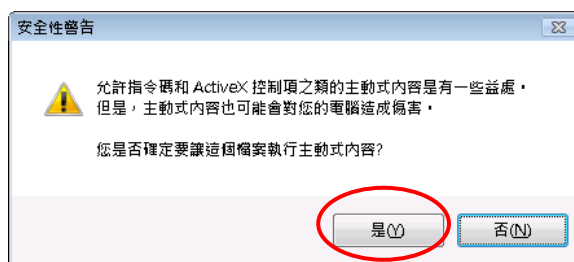 安全性警告
允許指令碼和 ActiveX 控制項之類的主動式內容是有一些益處。
但是，主動式內容也可能會對您的電腦造成傷害。
您是否確定要讓這個檔案執行主動式內容?
是(Y)
否(N)